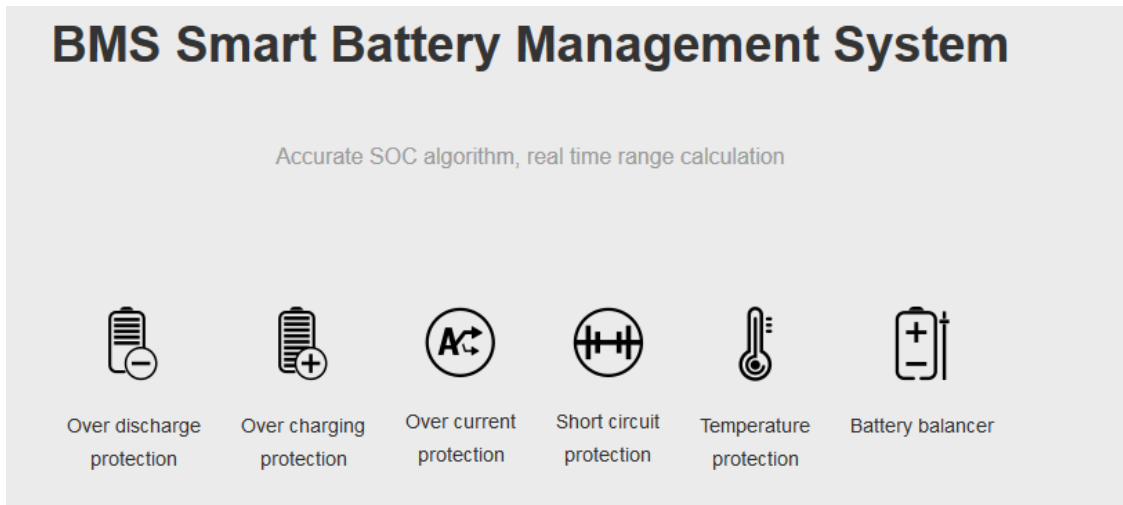 BMS Smart Battery Management System
Accurate SOC algorithm, real time range calculation
A
Over discharge
protection
Over charging
protection
Over current
protection
Short circuit
protection
Temperature
protection
Battery balancer